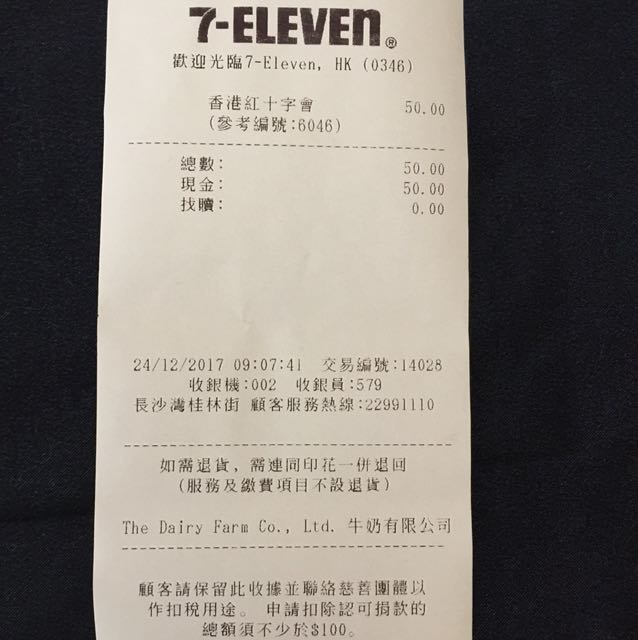 7-ELEVEn®
歡迎光臨7-Eleven, HK (0346)
香港紅十字會 50.00
(參考編號:6046)
總數: 50.00
現金: 50.00
找贖: 0.00
24/12/2017 09:07:41 交易編號:14028
收銀機:002 收銀員:579
長沙灣桂林街 顧客服務熱線:22991110
如需退貨, 需連同印花一併退回
(服務及繳費項目不設退貨)
The Dairy Farm Co., Ltd. 牛奶有限公司
顧客請保留此收據並聯絡慈善團體以
作扣稅用途。 申請扣除認可捐款的
總額須不少於$100。